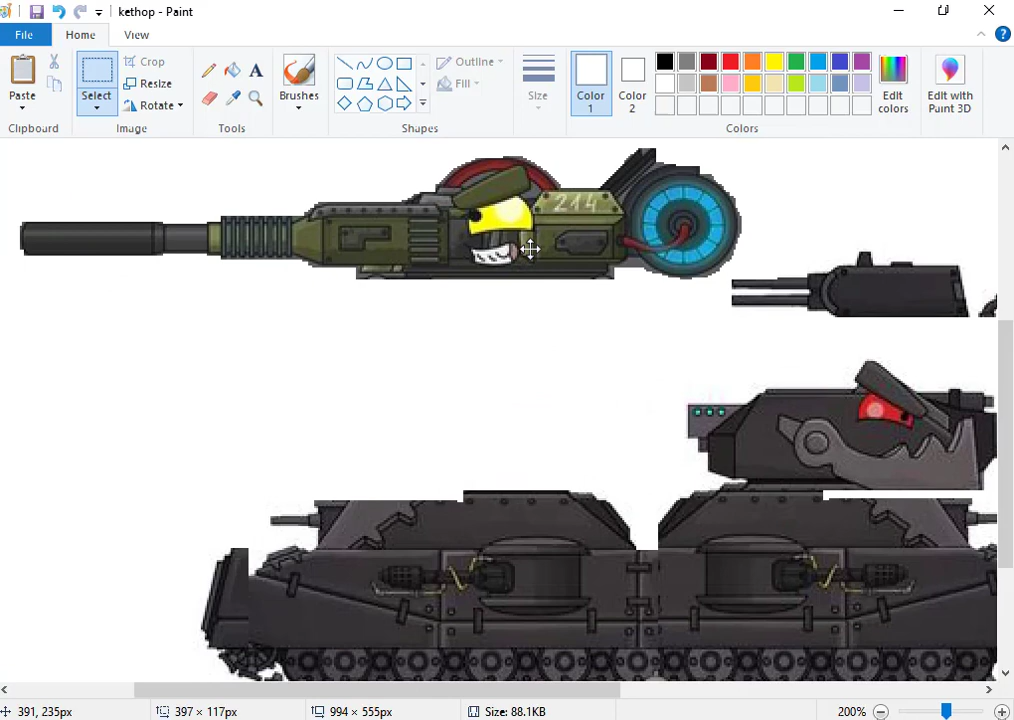 kethop - Paint
File
Home
View
Paste
Clipboard
Select
Crop
Resize
Rotate
Image
Tools
Brushes
Outline
Fill
Shapes
Size
Color 1
Color 2
Edit colors
Edit with Paint 3D
Colors
214
391, 235px
397 × 117px
994 × 555px
Size: 88.1KB
200%